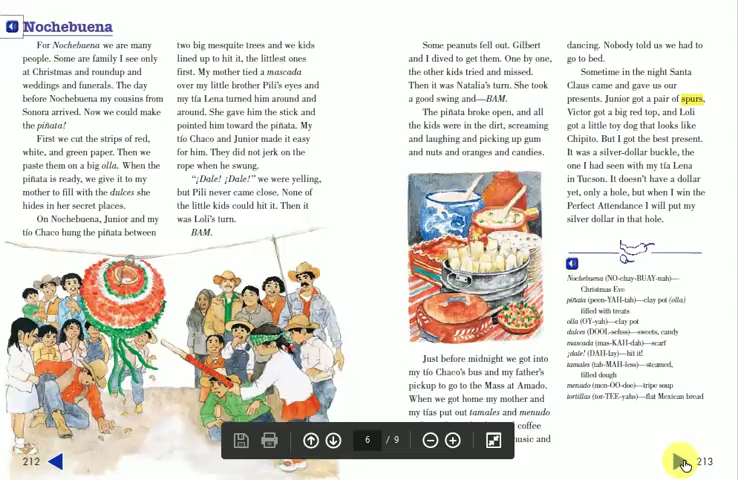 Nochebuena
For Nochebuena we are many
people. Some are family I see only
at Christmas and roundup and
weddings and funerals. The day
before Nochebuena my cousins from
Sonora arrived. Now we could make
the piñata!
First we cut the strips of red,
white, and green paper. Then we
paste them on a big olla. When the
piñata is ready, we give it to my
mother to fill with the dulces she
hides in her secret places.
On Nochebuena, Junior and my
tío Chaco hung the piñata between
two big mesquite trees and we kids
lined up to hit it, the littlest ones
first. My mother tied a mascada
over my little brother Pili's eyes and
my tía Lena turned him around and
around. She gave him the stick and
pointed him toward the piñata. My
tío Chaco and Junior made it easy
for him. They did not jerk on the
rope when he swung.
"¡Dale! ¡Dale!" we were yelling,
but Pili never came close. None of
the little kids could hit it. Then it
was Loli's turn.
BAM.
212
Some peanuts fell out. Gilbert
and I dived to get them. One by one,
the other kids tried and missed.
Then it was Natalia's turn. She took
a good swing and—BAM.
The piñata broke open, and all
the kids were in the dirt, screaming
and laughing and picking up gum
and nuts and oranges and candies.
Just before midnight we got into
my tío Chaco's bus and my father's
pickup to go to the Mass at Amado.
When we got home my mother and
my tías put out tamales and menudo
coffee
music and
dancing. Nobody told us we had to
go to bed.
Sometime in the night Santa
Claus came and gave us our
presents. Junior got a pair of spurs,
Victor got a big red top, and Loli
got a little toy dog that looks like
Chipito. But I got the best present.
It was a silver-dollar buckle, the
one I had seen with my tía Lena
in Tucson. It doesn't have a dollar
yet, only a hole, but when I win the
Perfect Attendance I will put my
silver dollar in that hole.
Nochebuena (NO-chay-BUAY-nah)—
Christmas Eve
piñata (peen-YAH-tah)—clay pot (olla)
filled with treats
olla (OY-yah)—clay pot
dulces (DOOL-sehss)—sweets, candy
mascada (mas-KAH-dah)—scarf
¡dale! (DAH-lay)—hit it!
tamales (tah-MAH-less)—steamed,
filled dough
menudo (men-OO-doe)—tripe soup
tortillas (tor-TEE-yahs)—flat Mexican bread
213
6 / 9